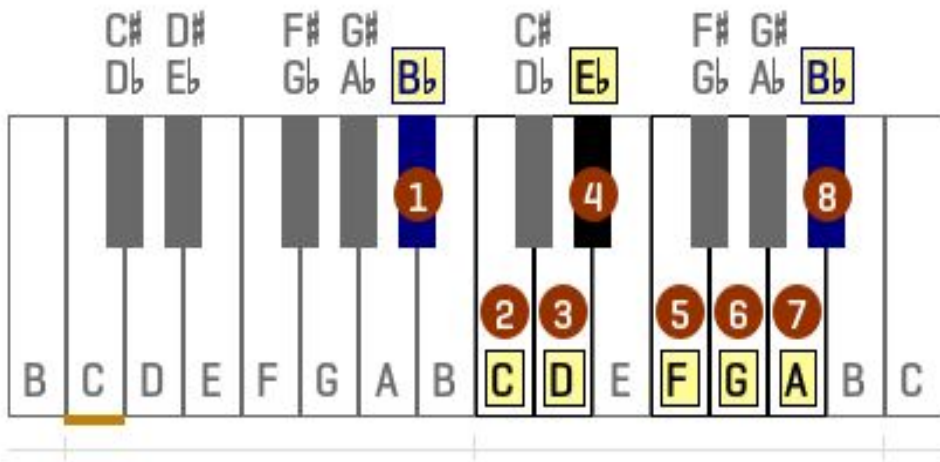 C# D# F# G# C# F# G#
D♭ E♭ G♭ A♭ B♭ D♭ E♭ G♭ A♭ B♭
1 4 8
2 3 5 6 7
B C D E F G A B C D E F G A B C